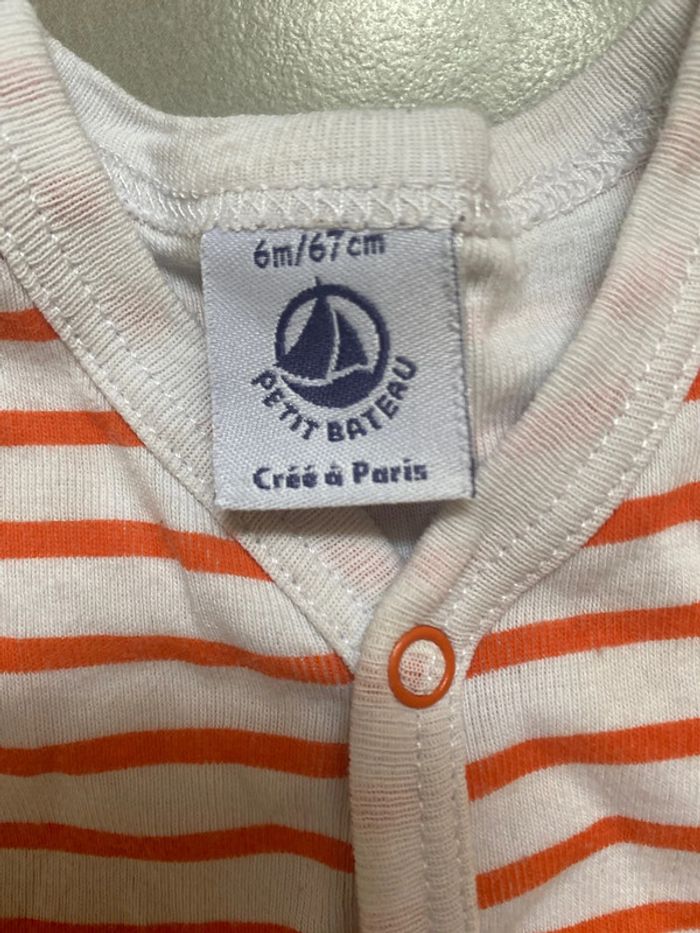 6m/67cm
PETIT BATEAU
Créé à Paris